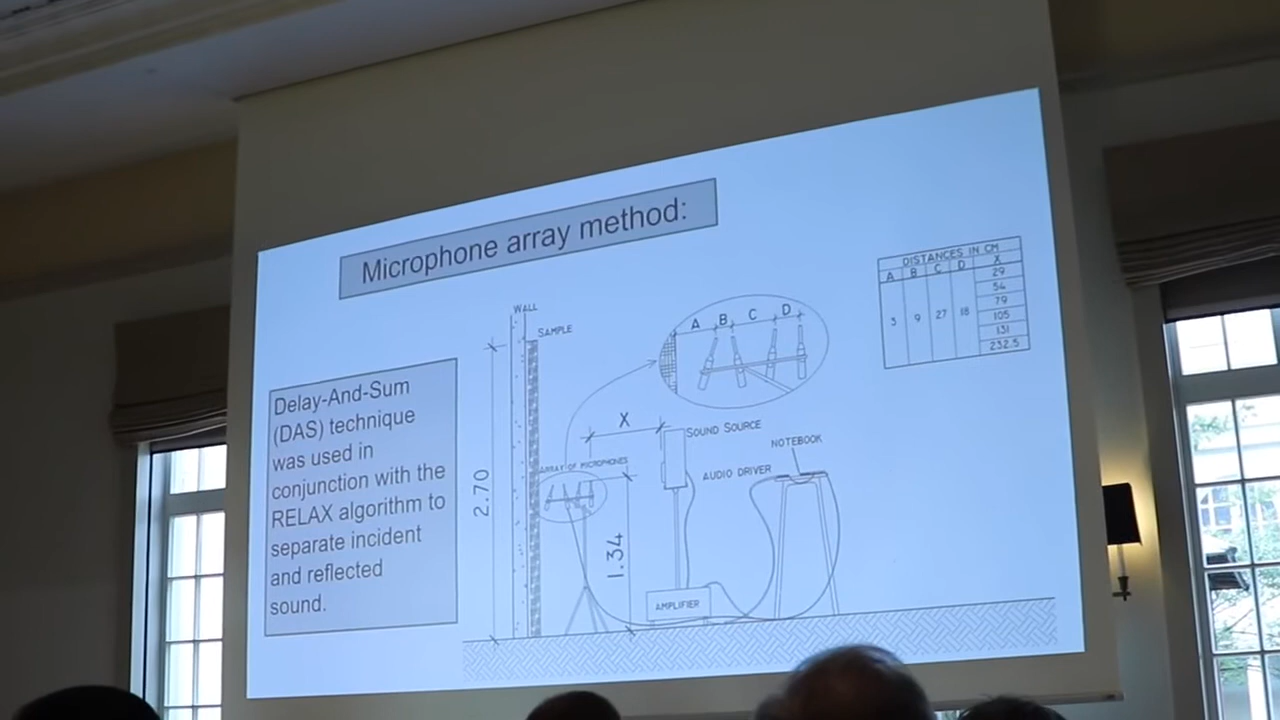 Microphone array method:
Delay-And-Sum
(DAS) technique
was used in
conjunction with the
RELAX algorithm to
separate incident
and reflected
sound.
WALL
SAMPLE
A B C D
X
SOUND SOURCE
NOTEBOOK
ARRAY OF MICROPHONES
AUDIO DRIVER
2.70
1.34
AMPLIFIER
DISTANCES IN CM
A B C D X
29
54
79
3 9 27 18 105
131
232.5